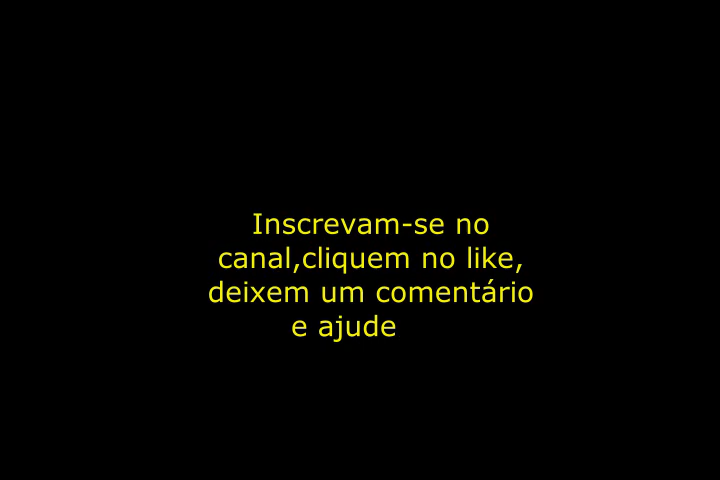 Inscrevam-se no
canal,cliquem no like,
deixem um comentário
e ajude